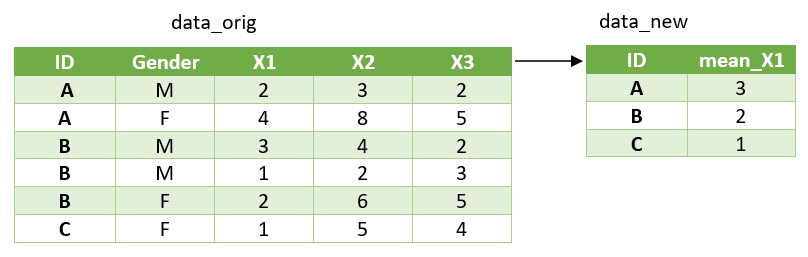 data_orig
data_new
ID Gender X1 X2 X3
A M 2 3 2
A F 4 8 5
B M 3 4 2
B M 1 2 3
B F 2 6 5
C F 1 5 4
ID mean_X1
A 3
B 2
C 1